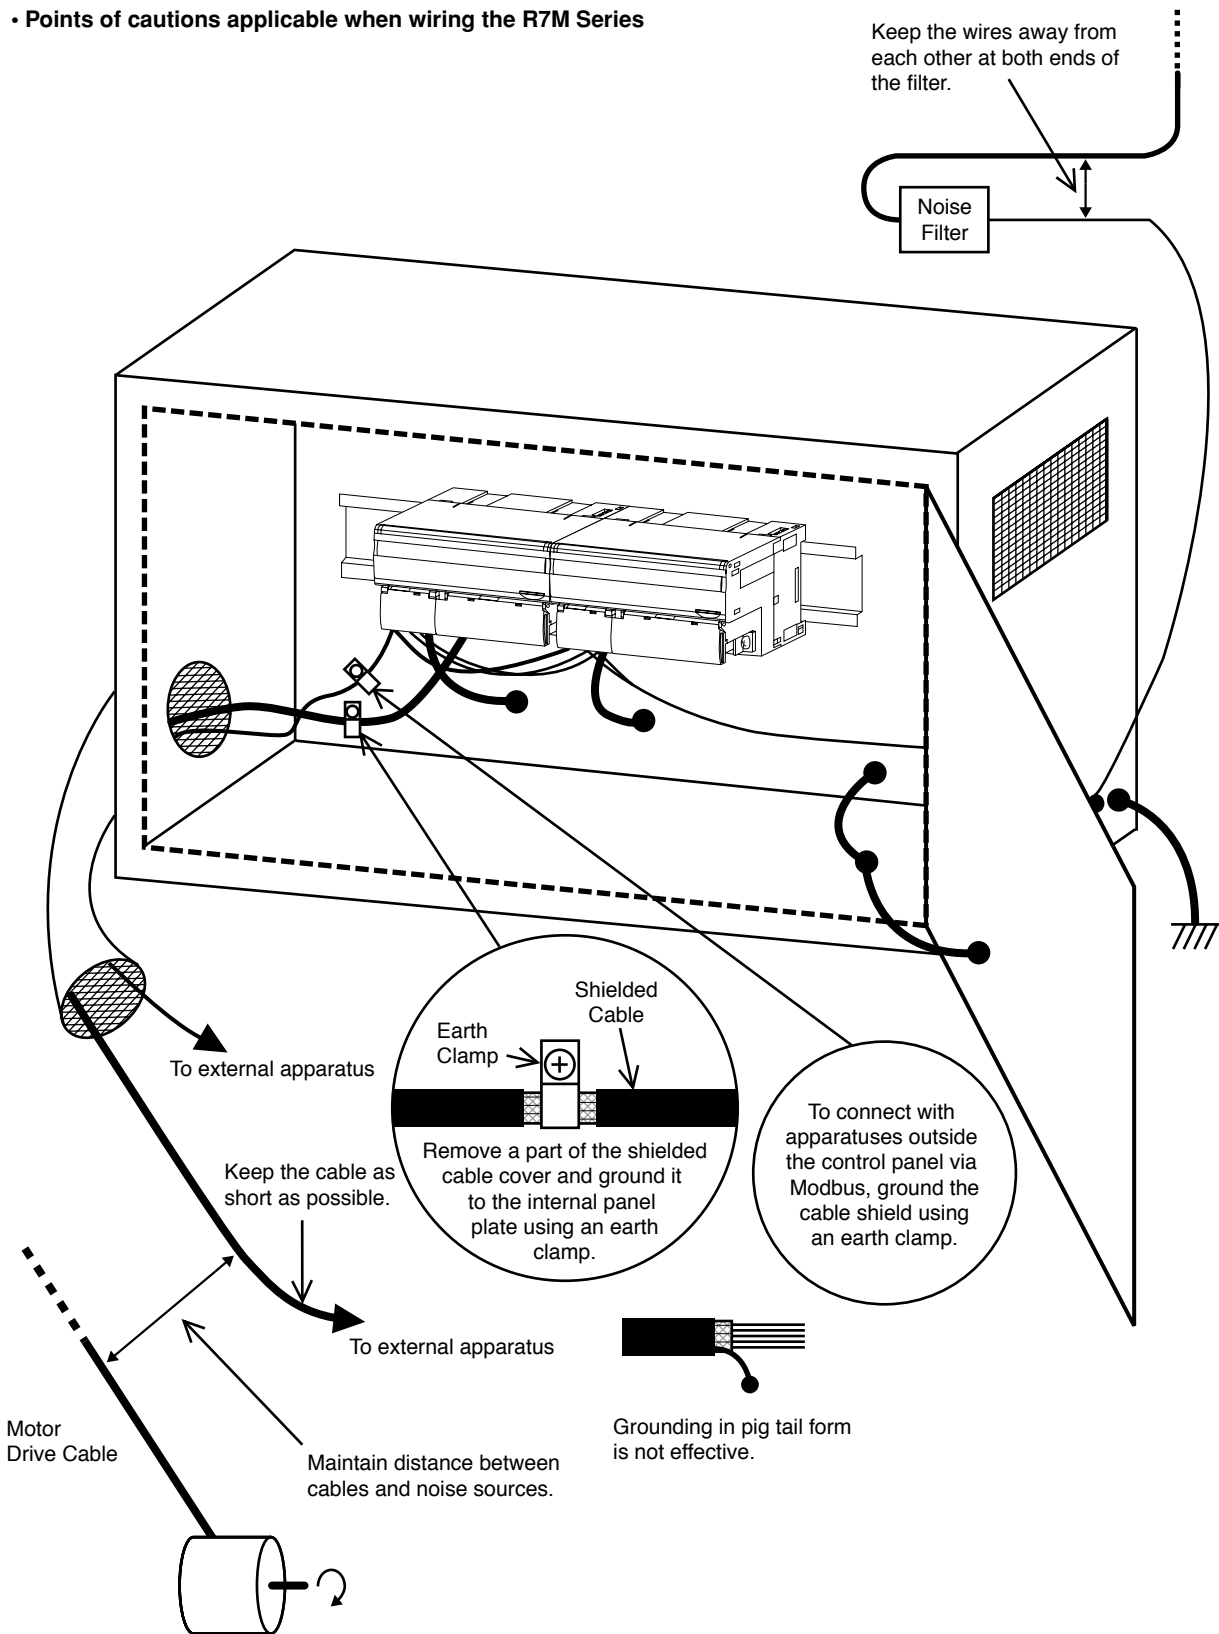 • Points of cautions applicable when wiring the R7M Series
Keep the wires away from
each other at both ends of
the filter.
Noise
Filter
Shielded
Cable
Earth
Clamp
To external apparatus
Remove a part of the shielded
cable cover and ground it
to the internal panel
plate using an earth
clamp.
To connect with
apparatuses outside
the control panel via
Modbus, ground the
cable shield using
an earth clamp.
Keep the cable as
short as possible.
To external apparatus
Motor
Drive Cable
Maintain distance between
cables and noise sources.
Grounding in pig tail form
is not effective.